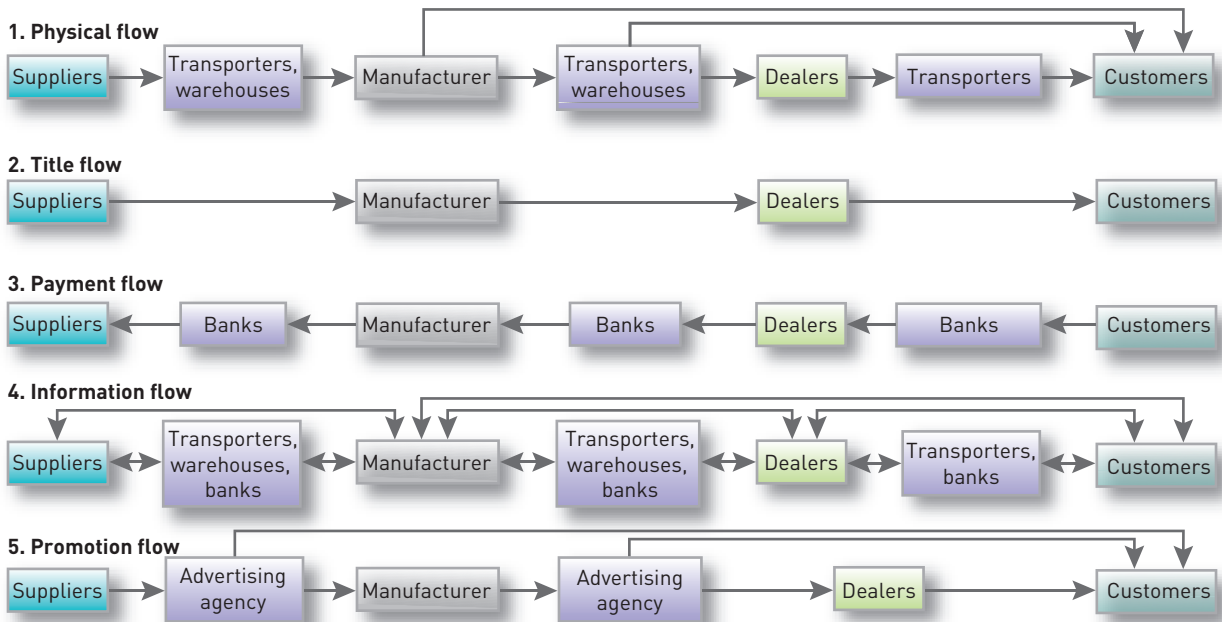 1. Physical flow
Suppliers
Transporters,
warehouses
Manufacturer
Transporters,
warehouses
Dealers
Transporters
Customers
2. Title flow
Suppliers
Manufacturer
Dealers
Customers
3. Payment flow
Suppliers
Banks
Manufacturer
Banks
Dealers
Banks
Customers
4. Information flow
Suppliers
Transporters,
warehouses,
banks
Manufacturer
Transporters,
warehouses,
banks
Dealers
Transporters,
banks
Customers
5. Promotion flow
Suppliers
Advertising
agency
Manufacturer
Advertising
agency
Dealers
Customers